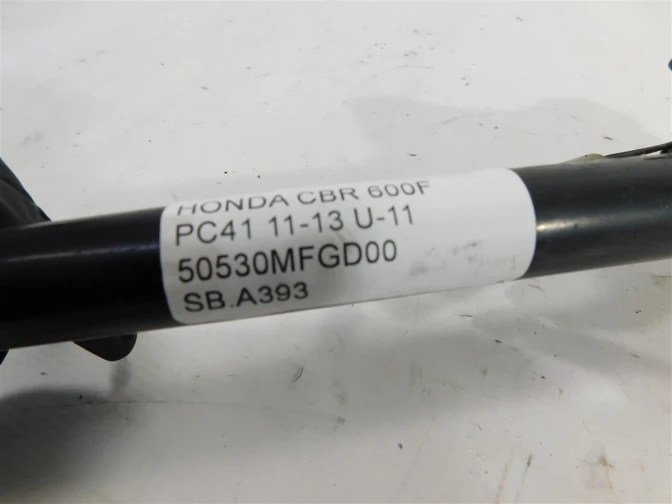 HONDA CBR 600F
PC41 11-13 U-11
50530MFGD00
SB.A393